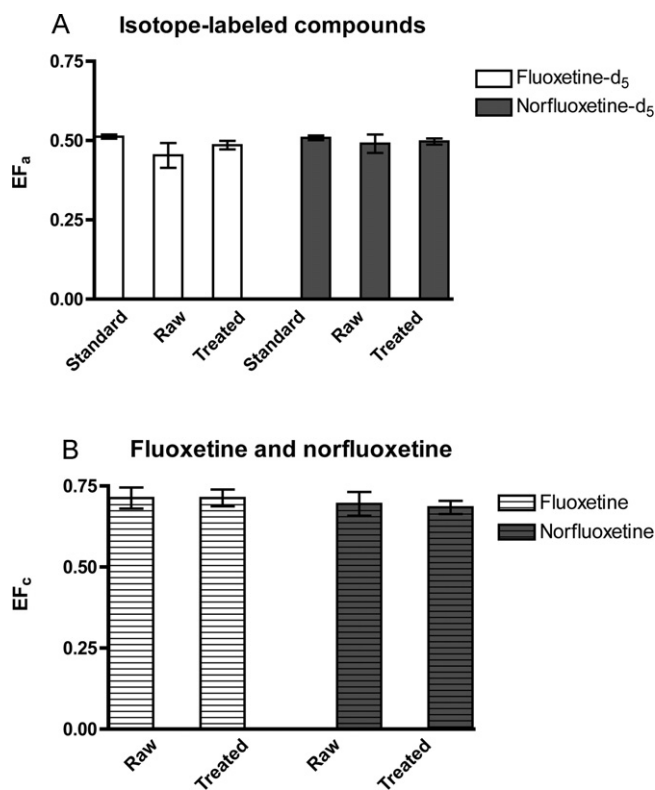 A Isotope-labeled compounds
0.75
0.50
0.25
0.00
EFa
Standard
Raw
Treated
Standard
Raw
Treated
Fluoxetine-d5
Norfluoxetine-d5
B Fluoxetine and norfluoxetine
0.75
0.50
0.25
0.00
EFc
Raw
Treated
Raw
Treated
Fluoxetine
Norfluoxetine